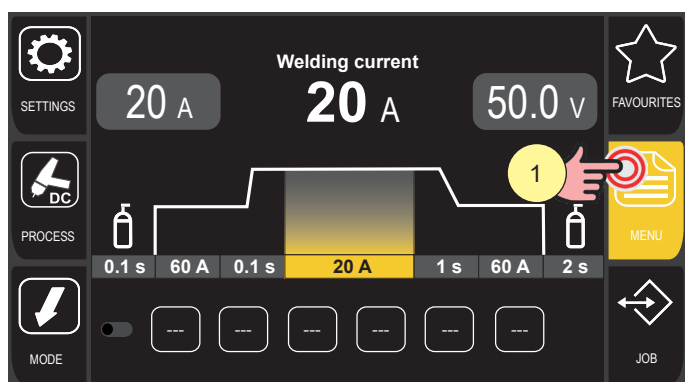 SETTINGS
PROCESS
DC
MODE
Welding current
20 A
20 A
50.0 V
1
0.1 s
60 A
0.1 s
20 A
1 s
60 A
2 s
---
---
---
---
---
---
FAVOURITES
MENU
JOB